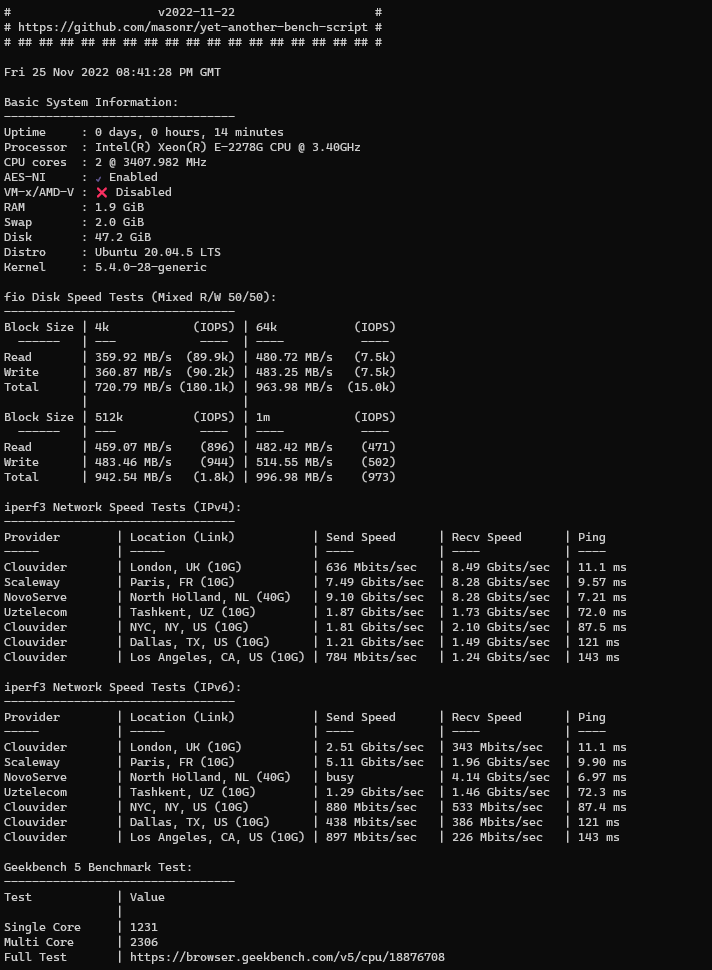 #                     v2022-11-22                    #
# https://github.com/masonr/yet-another-bench-script #
# ## ## ## ## ## ## ## ## ## ## ## ## ## ## ## ## ## #
Fri 25 Nov 2022 08:41:28 PM GMT
Basic System Information:
---------------------------------
Uptime     : 0 days, 0 hours, 14 minutes
Processor  : Intel(R) Xeon(R) E-2278G CPU @ 3.40GHz
CPU cores  : 2 @ 3407.982 MHz
AES-NI     : ✔ Enabled
VM-x/AMD-V : ❌ Disabled
RAM        : 1.9 GiB
Swap       : 2.0 GiB
Disk       : 47.2 GiB
Distro     : Ubuntu 20.04.5 LTS
Kernel     : 5.4.0-28-generic
fio Disk Speed Tests (Mixed R/W 50/50):
---------------------------------
Block Size | 4k            (IOPS) | 64k           (IOPS)
  ------   | ---            ----  | ----           ----
Read       | 359.92 MB/s  (89.9k) | 480.72 MB/s   (7.5k)
Write      | 360.87 MB/s  (90.2k) | 483.25 MB/s   (7.5k)
Total      | 720.79 MB/s (180.1k) | 963.98 MB/s  (15.0k)
           |                      |
Block Size | 512k          (IOPS) | 1m            (IOPS)
  ------   | ---            ----  | ----           ----
Read       | 459.07 MB/s    (896) | 482.42 MB/s    (471)
Write      | 483.46 MB/s    (944) | 514.55 MB/s    (502)
Total      | 942.54 MB/s   (1.8k) | 996.98 MB/s    (973)
iperf3 Network Speed Tests (IPv4):
---------------------------------
Provider        | Location (Link)           | Send Speed      | Recv Speed      | Ping
-----           | -----                     | ----            | ----            | ----
Clouvider       | London, UK (10G)          | 636 Mbits/sec   | 8.49 Gbits/sec  | 11.1 ms
Scaleway        | Paris, FR (10G)           | 7.49 Gbits/sec  | 8.28 Gbits/sec  | 9.57 ms
NovoServe       | North Holland, NL (40G)   | 9.10 Gbits/sec  | 8.28 Gbits/sec  | 7.21 ms
Uztelecom       | Tashkent, UZ (10G)        | 1.87 Gbits/sec  | 1.73 Gbits/sec  | 72.0 ms
Clouvider       | NYC, NY, US (10G)         | 1.81 Gbits/sec  | 2.10 Gbits/sec  | 87.5 ms
Clouvider       | Dallas, TX, US (10G)      | 1.21 Gbits/sec  | 1.49 Gbits/sec  | 121 ms
Clouvider       | Los Angeles, CA, US (10G) | 784 Mbits/sec   | 1.24 Gbits/sec  | 143 ms
iperf3 Network Speed Tests (IPv6):
---------------------------------
Provider        | Location (Link)           | Send Speed      | Recv Speed      | Ping
-----           | -----                     | ----            | ----            | ----
Clouvider       | London, UK (10G)          | 2.51 Gbits/sec  | 343 Mbits/sec   | 11.1 ms
Scaleway        | Paris, FR (10G)           | 5.11 Gbits/sec  | 1.96 Gbits/sec  | 9.90 ms
NovoServe       | North Holland, NL (40G)   | busy            | 4.14 Gbits/sec  | 6.97 ms
Uztelecom       | Tashkent, UZ (10G)        | 1.29 Gbits/sec  | 1.46 Gbits/sec  | 72.3 ms
Clouvider       | NYC, NY, US (10G)         | 880 Mbits/sec   | 533 Mbits/sec   | 87.4 ms
Clouvider       | Dallas, TX, US (10G)      | 438 Mbits/sec   | 386 Mbits/sec   | 121 ms
Clouvider       | Los Angeles, CA, US (10G) | 897 Mbits/sec   | 226 Mbits/sec   | 143 ms
Geekbench 5 Benchmark Test:
---------------------------------
Test            | Value
                |
Single Core     | 1231
Multi Core      | 2306
Full Test       | https://browser.geekbench.com/v5/cpu/18876708